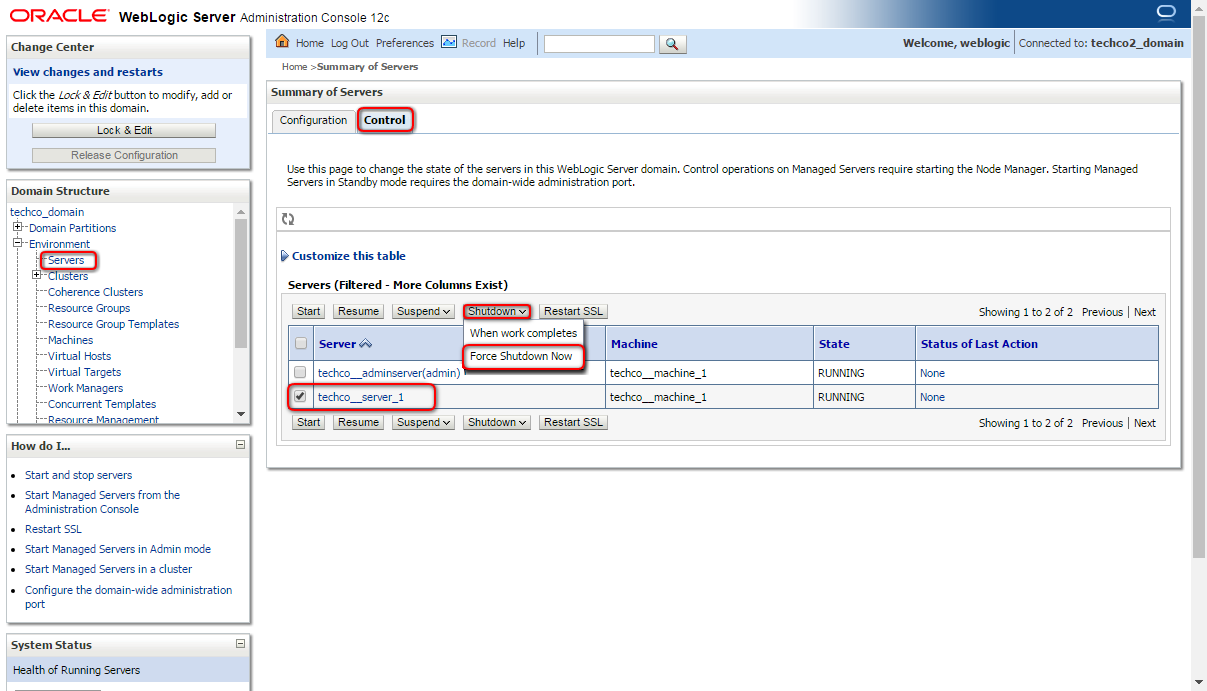 ORACLE® WebLogic Server Administration Console 12c
Change Center
View changes and restarts
Click the Lock & Edit button to modify, add or
delete items in this domain.
Lock & Edit
Release Configuration
Domain Structure
techco_domain
Domain Partitions
Environment
Servers
Clusters
Coherence Clusters
Resource Groups
Resource Group Templates
Machines
Virtual Hosts
Virtual Targets
Work Managers
Concurrent Templates
Resource Management
How do I...
Start and stop servers
Start Managed Servers from the
Administration Console
Restart SSL
Start Managed Servers in Admin mode
Start Managed Servers in a cluster
Configure the domain-wide administration
port
System Status
Health of Running Servers
Home Log Out Preferences Record Help
Welcome, weblogic Connected to: techco2_domain
Home >Summary of Servers
Summary of Servers
Configuration Control
Use this page to change the state of the servers in this WebLogic Server domain. Control operations on Managed Servers require starting the Node Manager. Starting Managed
Servers in Standby mode requires the domain-wide administration port.
Customize this table
Servers (Filtered - More Columns Exist)
Start Resume Suspend Shutdown Restart SSL Showing 1 to 2 of 2 Previous Next
When work completes
Force Shutdown Now
Server Machine State Status of Last Action
techco__adminserver(admin) techco__machine_1 RUNNING None
techco__server_1 techco__machine_1 RUNNING None
Start Resume Suspend Shutdown Restart SSL Showing 1 to 2 of 2 Previous Next